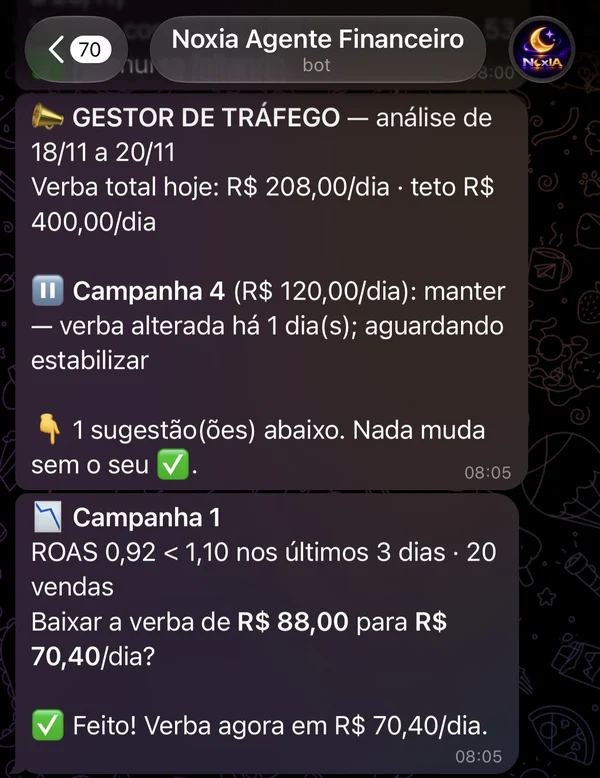 70
Noxia Agente Financeiro
bot
NoxIA
08:00
📣 GESTOR DE TRÁFEGO — análise de
18/11 a 20/11
Verba total hoje: R$ 208,00/dia · teto R$
400,00/dia
⏸️ Campanha 4 (R$ 120,00/dia): manter
— verba alterada há 1 dia(s); aguardando
estabilizar
👇 1 sugestão(ões) abaixo. Nada muda
sem o seu ✅.
08:05
📉 Campanha 1
ROAS 0,92 < 1,10 nos últimos 3 dias · 20
vendas
Baixar a verba de R$ 88,00 para R$
70,40/dia?
✅ Feito! Verba agora em R$ 70,40/dia.
08:05